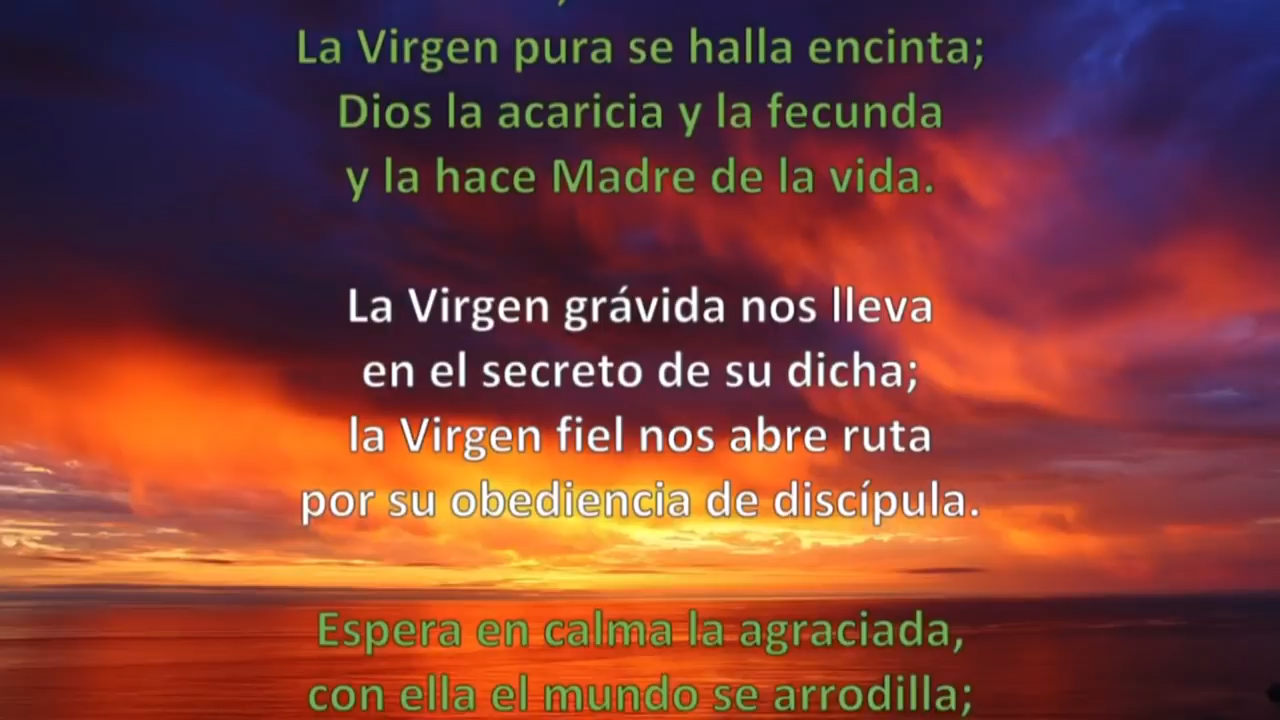 La Virgen pura se halla encinta;
Dios la acaricia y la fecunda
y la hace Madre de la vida.
La Virgen grávida nos lleva
en el secreto de su dicha;
la Virgen fiel nos abre ruta
por su obediencia de discípula.
Espera en calma la agraciada,
con ella el mundo se arrodilla;